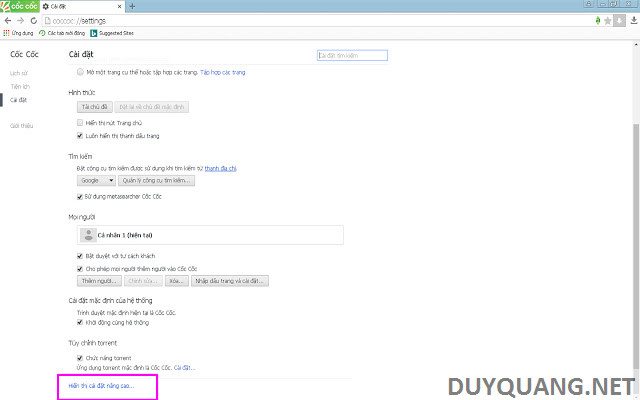 cốc cốc Cài đặt
coccoc://settings
Ứng dụng Các tab mới đóng Suggested Sites
Cốc Cốc Cài đặt Cài đặt tìm kiếm
Lịch sử
Tiện ích
Cài đặt
Giới thiệu
Mở một trang cụ thể hoặc tập hợp các trang. Tập hợp các trang
Hình thức
Tải chủ đề Đặt lại về chủ đề mặc định
Hiển thị nút Trang chủ
Luôn hiển thị thanh dấu trang
Tìm kiếm
Đặt công cụ tìm kiếm được sử dụng khi tìm kiếm từ thanh địa chỉ.
Google Quản lý công cụ tìm kiếm...
Sử dụng metasearcher Cốc Cốc
Mọi người
Cá nhân 1 (hiện tại)
Bật duyệt với tư cách khách
Cho phép mọi người thêm người vào Cốc Cốc
Thêm người... Chỉnh sửa... Xóa... Nhập dấu trang và cài đặt...
Cài đặt mặc định của hệ thống
Trình duyệt mặc định hiện tại là Cốc Cốc.
Khởi động cùng hệ thống
Tùy chỉnh torrent
Chức năng torrent
Ứng dụng torrent mặc định là Cốc Cốc. Cài đặt...
Hiển thị cài đặt nâng cao...
DUYQUANG.NET